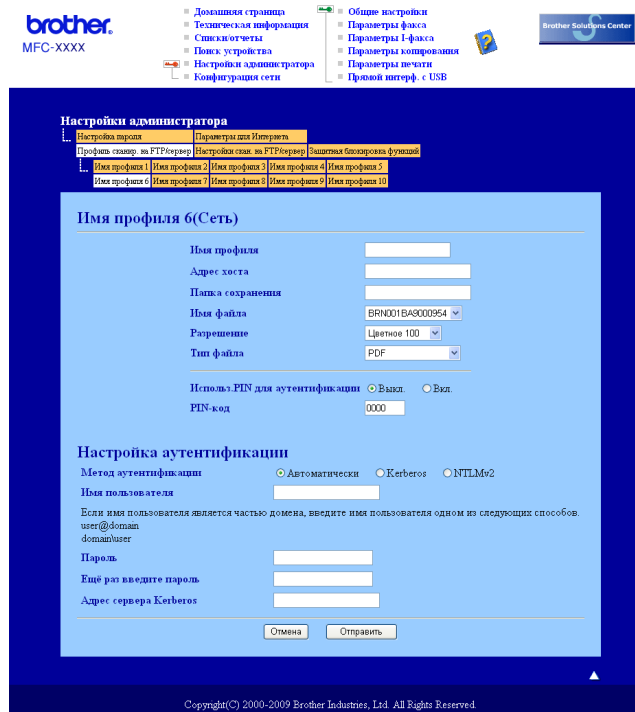 brother.
MFC-XXXX
Домашняя страница
Техническая информация
Списки/отчеты
Поиск устройства
Настройки администратора
Конфигурация сети
Общие настройки
Параметры факса
Параметры I-факса
Параметры копирования
Параметры печати
Прямой интерф. с USB
Brother Solutions Center
Настройки администратора
Настройка пароля Параметры для Интернета
Профиль сканир. на FTP/сервер Настройки скан. на FTP/сервер Защитная блокировка функций
Имя профиля 1 Имя профиля 2 Имя профиля 3 Имя профиля 4 Имя профиля 5
Имя профиля 6 Имя профиля 7 Имя профиля 8 Имя профиля 9 Имя профиля 10
Имя профиля 6(Сеть)
Имя профиля
Адрес хоста
Папка сохранения
Имя файла BRN001BA9000954
Разрешение Цветное 100
Тип файла PDF
Использ.PIN для аутентификации Выкл. Вкл.
PIN-код 0000
Настройка аутентификации
Метод аутентификации Автоматически Kerberos NTLMv2
Имя пользователя
Если имя пользователя является частью домена, введите имя пользователя одном из следующих способов.
user@domain
domain\user
Пароль
Ещё раз введите пароль
Адрес сервера Kerberos
Отмена Отправить
Copyright(C) 2000-2009 Brother Industries, Ltd. All Rights Reserved.